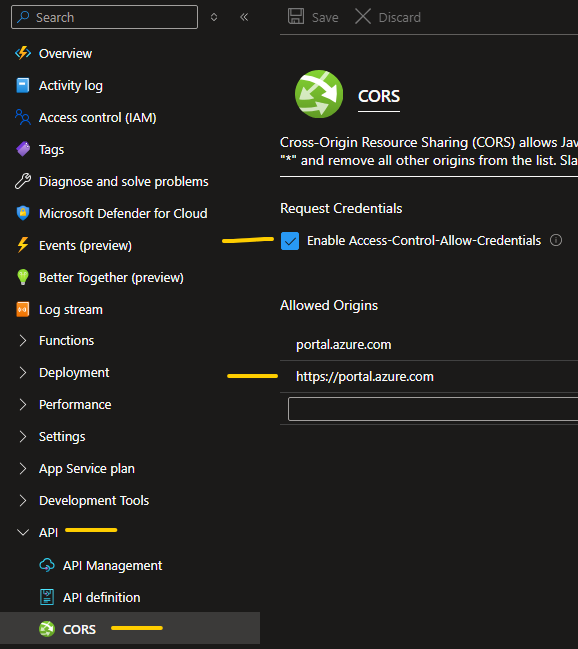 Search
Save
Discard
Overview
Activity log
Access control (IAM)
Tags
Diagnose and solve problems
Microsoft Defender for Cloud
Events (preview)
Better Together (preview)
Log stream
Functions
Deployment
Performance
Settings
App Service plan
Development Tools
API
API Management
API definition
CORS
CORS
Cross-Origin Resource Sharing (CORS) allows Jav
"*" and remove all other origins from the list. Sla
Request Credentials
Enable Access-Control-Allow-Credentials
Allowed Origins
portal.azure.com
https://portal.azure.com